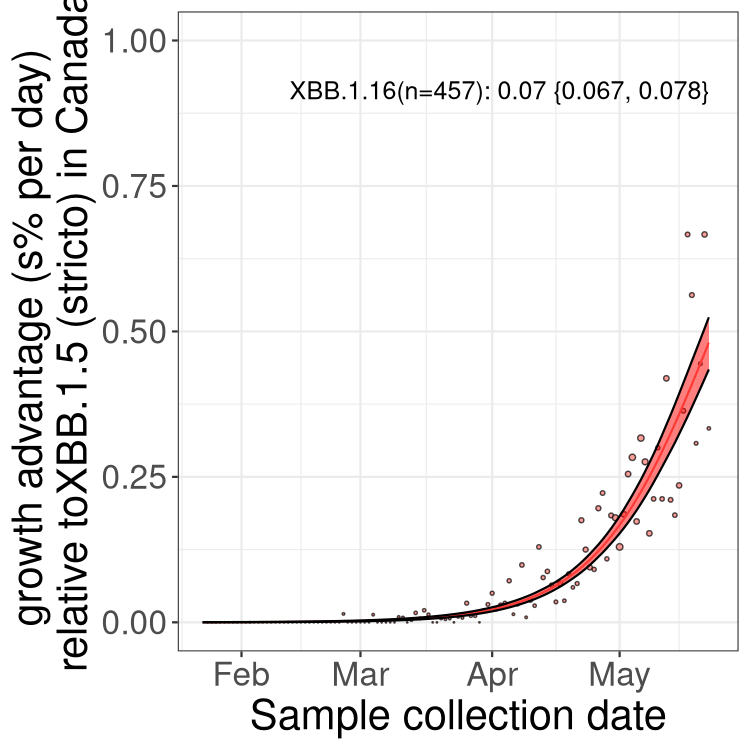 growth advantage (s% per day)
relative toXBB.1.5 (stricto) in Canada
1.00
0.75
0.50
0.25
0.00
XBB.1.16(n=457): 0.07 {0.067, 0.078}
Feb Mar Apr May
Sample collection date